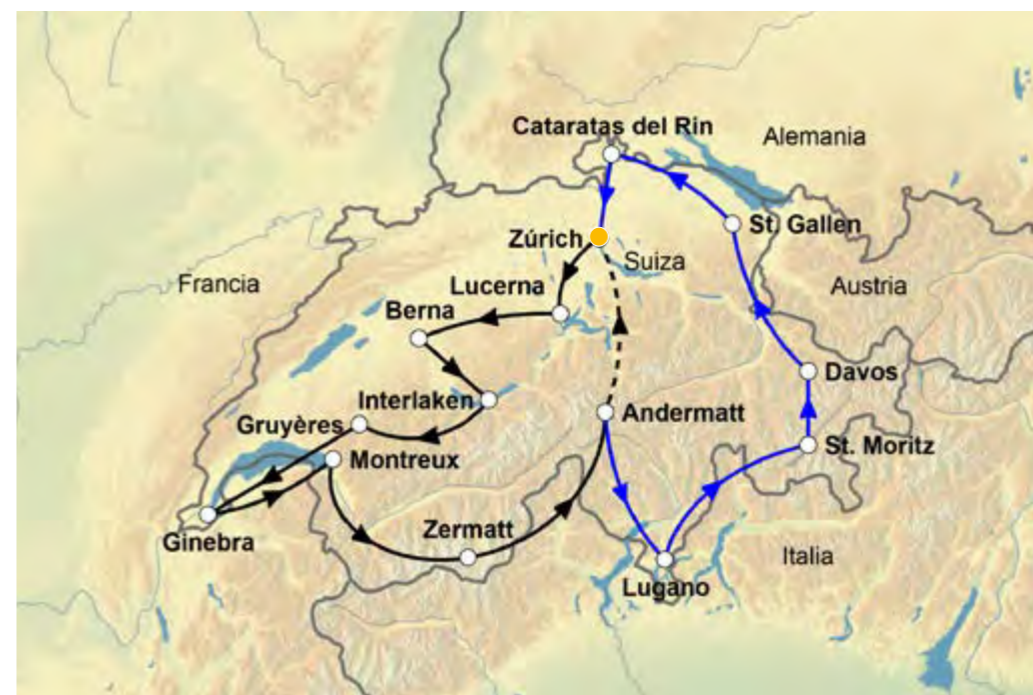 Cataratas del Rin
Alemania
St. Gallen
Zúrich
Suiza
Francia
Lucerna
Austria
Berna
Davos
Interlaken
Andermatt
Gruyères
St. Moritz
Montreux
Zermatt
Ginebra
Italia
Lugano